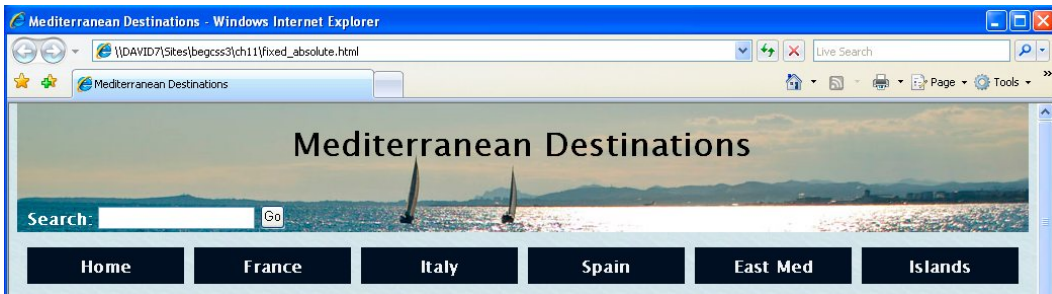 Mediterranean Destinations - Windows Internet Explorer
\\DAVID7\Sites\begcss3\ch11\fixed_absolute.html
Live Search
Mediterranean Destinations
Page
Tools
»
Mediterranean Destinations
Search:
Go
Home France Italy Spain East Med Islands